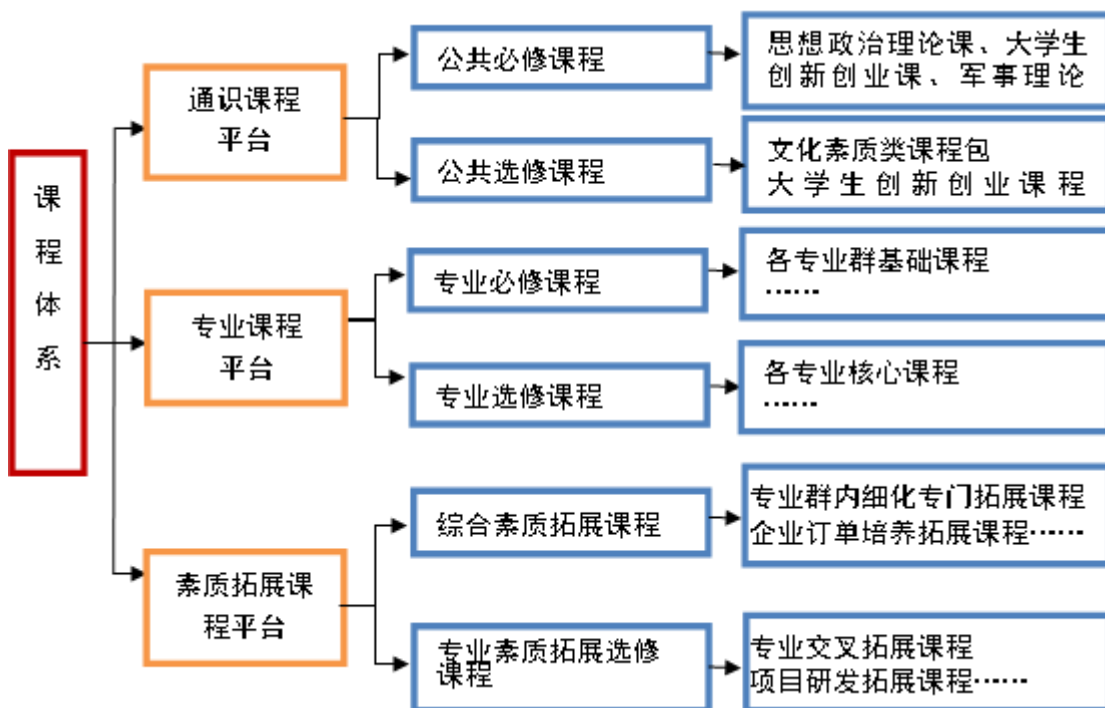 课程体系
通识课程
平台
公共必修课程
思想政治理论课、大学生
创新创业课、军事理论
公共选修课程
文化素质类课程包
大学生创新创业课程
专业课程
平台
专业必修课程
各专业群基础课程
······
专业选修课程
各专业核心课程
······
素质拓展课
程平台
综合素质拓展课程
专业群内细化专门拓展课程
企业订单培养拓展课程······
专业素质拓展选修
课程
专业交叉拓展课程
项目研发拓展课程······